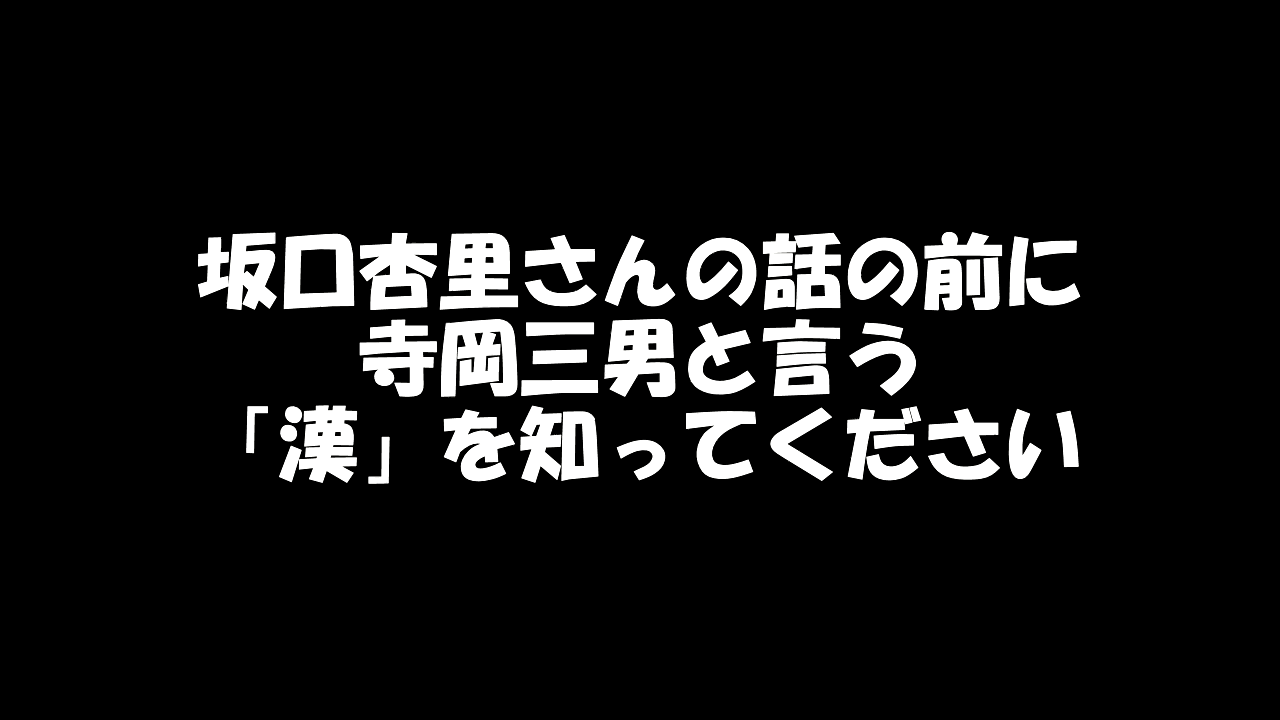 坂口杏里さんの話の前に
寺岡三男と言う
「漢」を知ってください